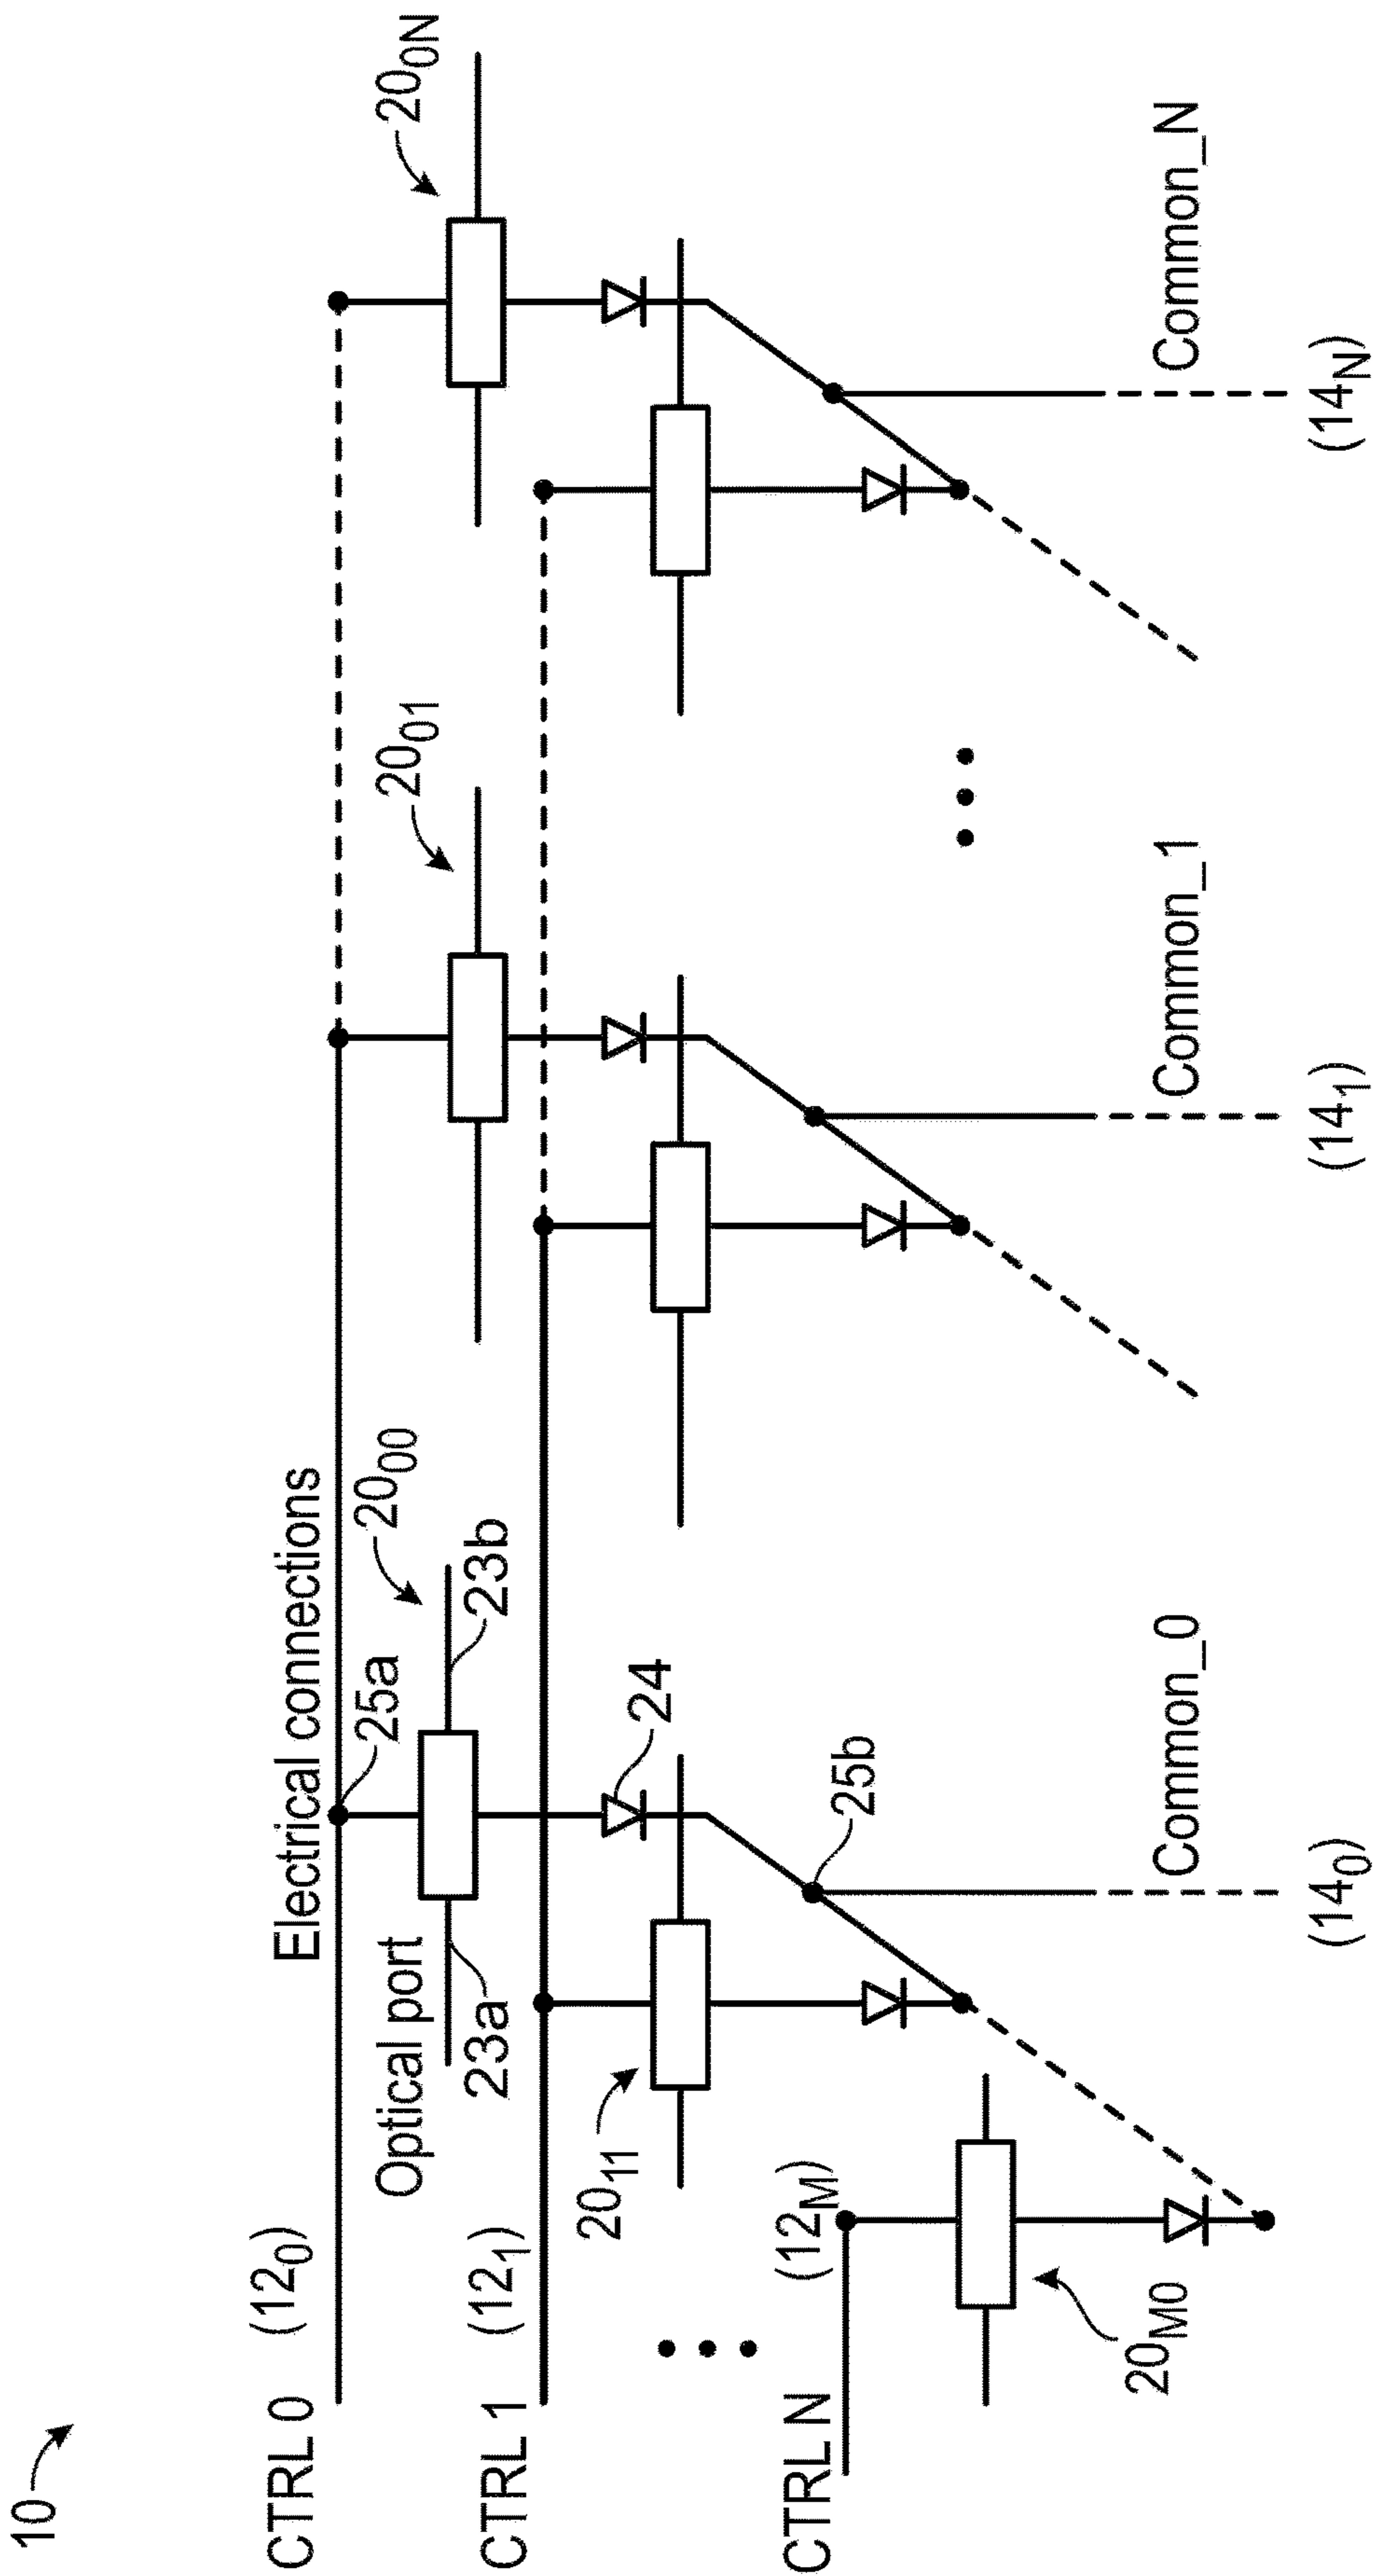 10
CTRL 0 (12₀)
Electrical connections
25a
20₀₀
20₀₁
20₀N
Optical port
23a
23b
CTRL 1 (12₁)
24
20₁₁
25b
CTRL N (12M)
20M0
Common_0
Common_1
Common_N
(14₀)
(14₁)
(14N)